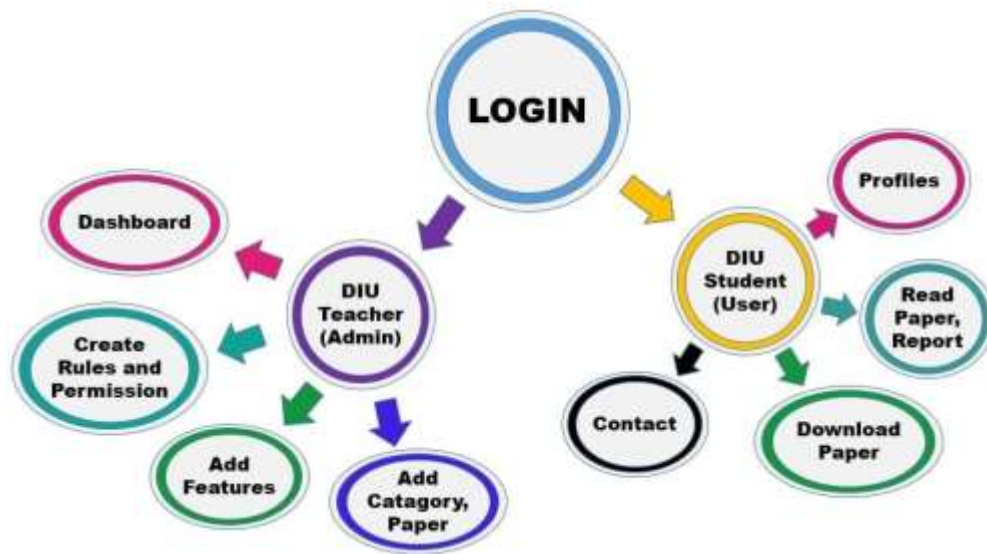 LOGIN
Dashboard
DIU
Teacher
(Admin)
Create
Rules and
Permission
Add
Features
Add
Catagory,
Paper
DIU
Student
(User)
Profiles
Read
Paper,
Report
Contact
Download
Paper